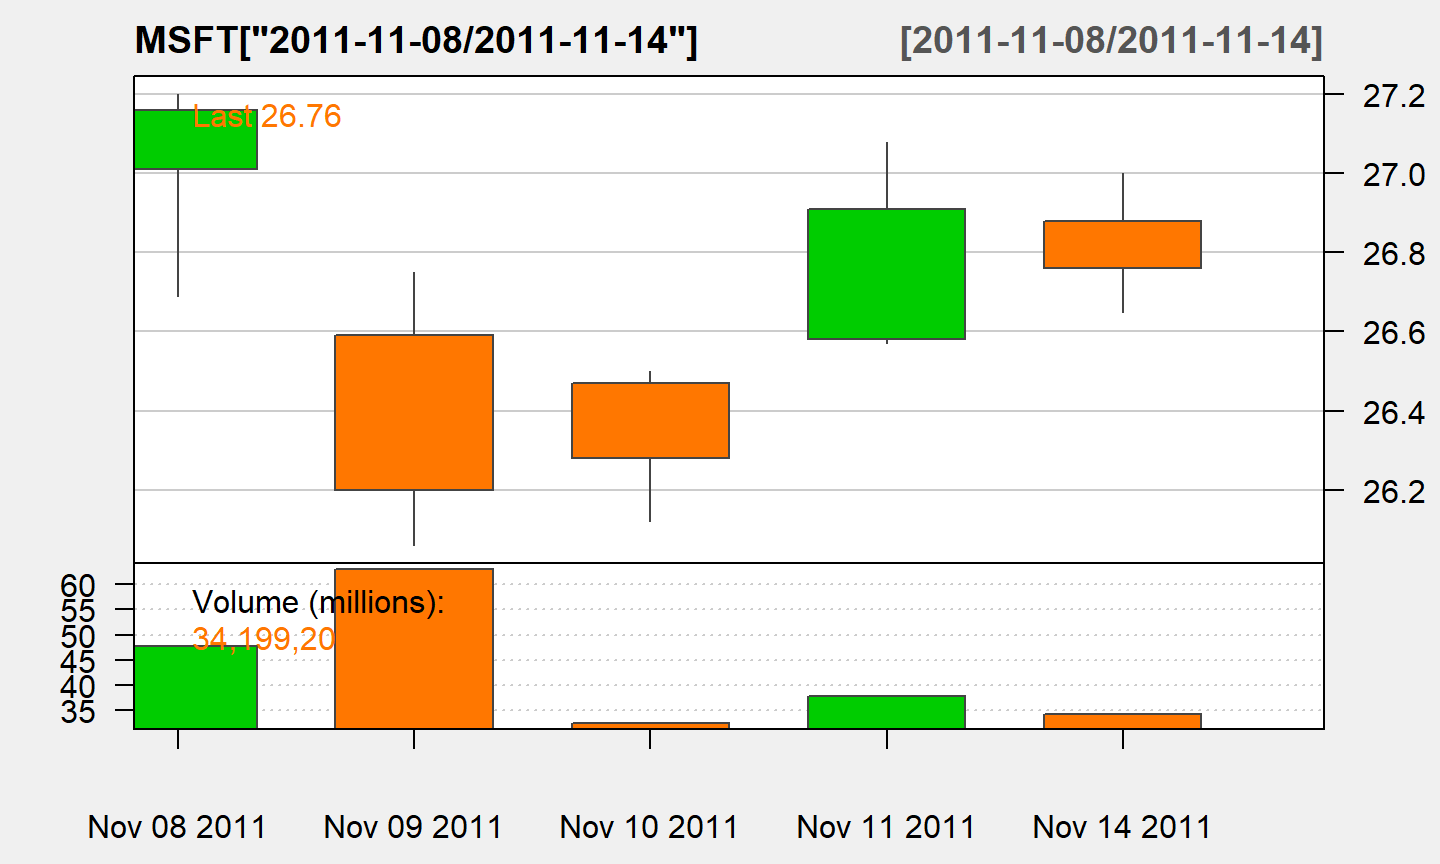 MSFT["2011-11-08/2011-11-14"]
[2011-11-08/2011-11-14]
Last 26.76
27.2
27.0
26.8
26.6
26.4
26.2
Volume (millions):
34,199,20
60
55
50
45
40
35
Nov 08 2011
Nov 09 2011
Nov 10 2011
Nov 11 2011
Nov 14 2011